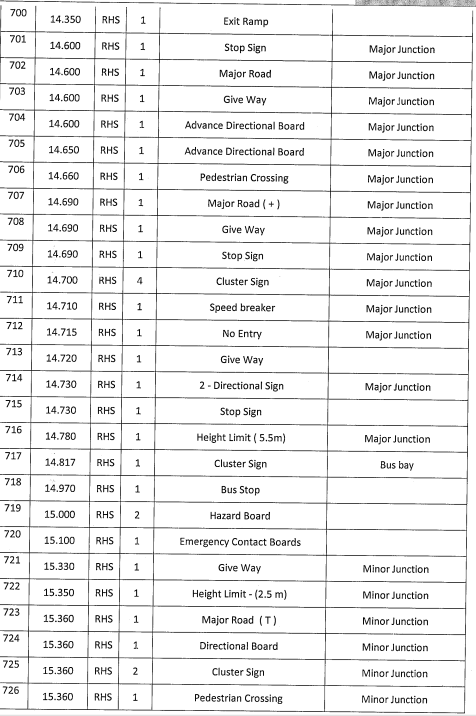 700 14.350 RHS 1 Exit Ramp
701 14.600 RHS 1 Stop Sign Major Junction
702 14.600 RHS 1 Major Road Major Junction
703 14.600 RHS 1 Give Way Major Junction
704 14.600 RHS 1 Advance Directional Board Major Junction
705 14.650 RHS 1 Advance Directional Board Major Junction
706 14.660 RHS 1 Pedestrian Crossing Major Junction
707 14.690 RHS 1 Major Road ( + ) Major Junction
708 14.690 RHS 1 Give Way Major Junction
709 14.690 RHS 1 Stop Sign Major Junction
710 14.700 RHS 4 Cluster Sign Major Junction
711 14.710 RHS 1 Speed breaker Major Junction
712 14.715 RHS 1 No Entry Major Junction
713 14.720 RHS 1 Give Way
714 14.730 RHS 1 2 - Directional Sign Major Junction
715 14.730 RHS 1 Stop Sign
716 14.780 RHS 1 Height Limit ( 5.5m) Major Junction
717 14.817 RHS 1 Cluster Sign Bus bay
718 14.970 RHS 1 Bus Stop
719 15.000 RHS 2 Hazard Board
720 15.100 RHS 1 Emergency Contact Boards
721 15.330 RHS 1 Give Way Minor Junction
722 15.350 RHS 1 Height Limit - (2.5 m) Minor Junction
723 15.360 RHS 1 Major Road ( T ) Minor Junction
724 15.360 RHS 1 Directional Board Minor Junction
725 15.360 RHS 2 Cluster Sign Minor Junction
726 15.360 RHS 1 Pedestrian Crossing Minor Junction